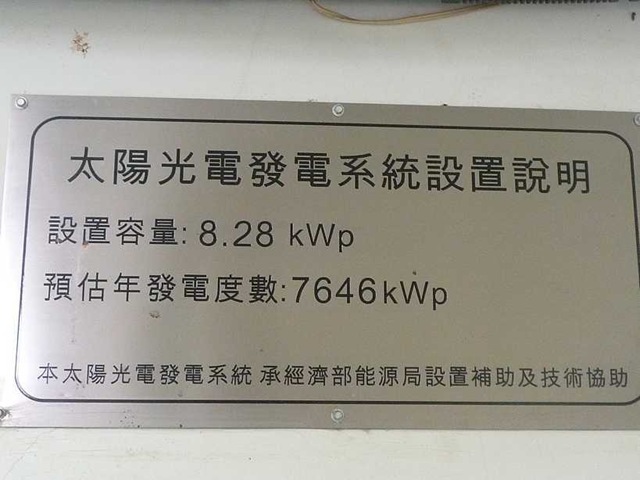 太陽光電發電系統設置說明
設置容量: 8.28 kWp
預估年發電度數:7646kWp
本太陽光電發電系統 承經濟部能源局設置補助及技術協助